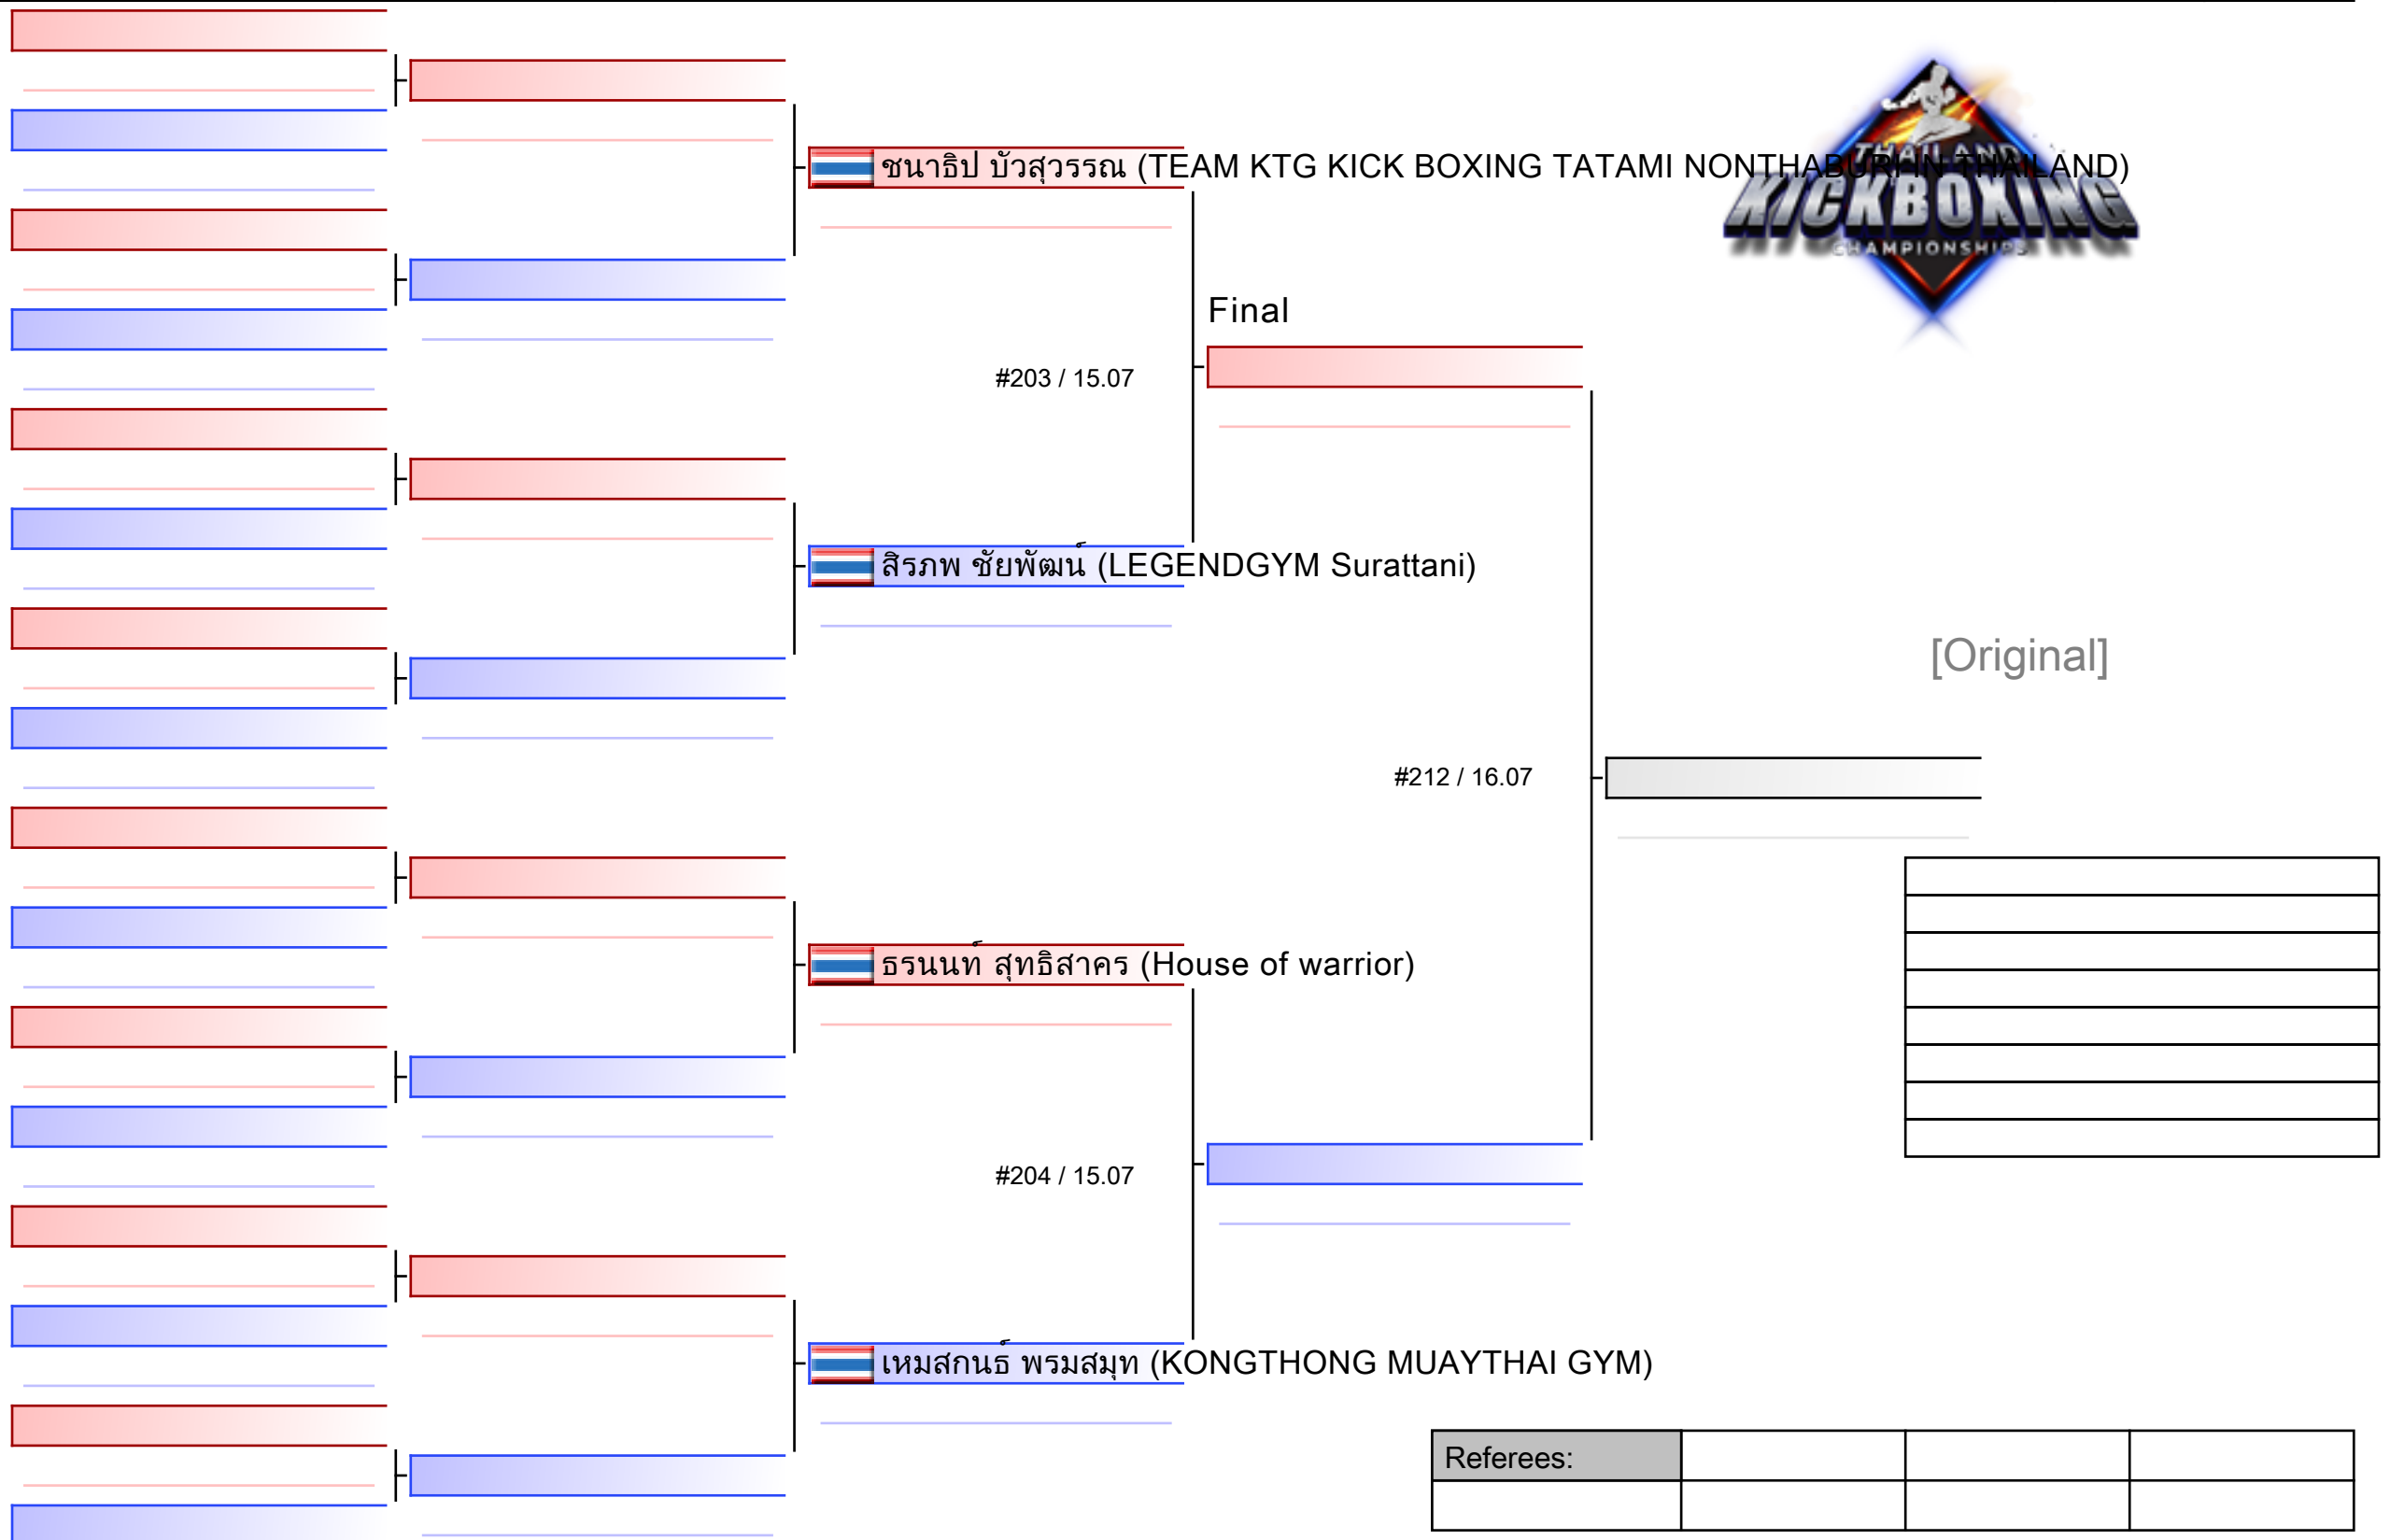 ชนาธิป บัวสุวรรณ (TEAM KTG KICK BOXING TATAMI NONTHABURI IN THAILAND)
THAILAND
KICKBOXING
CHAMPIONSHIPS
Final
#203 / 15.07
สิรภพ ชัยพัฒน์ (LEGENDGYM Surattani)
[Original]
#212 / 16.07
ธรนนท์ สุทธิสาคร (House of warrior)
#204 / 15.07
เหมสกนธ์ พรมสมุท (KONGTHONG MUAYTHAI GYM)
Referees: